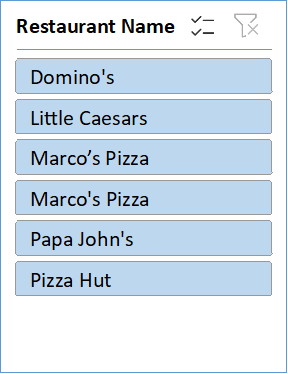 Restaurant Name
Domino's
Little Caesars
Marco’s Pizza
Marco's Pizza
Papa John's
Pizza Hut